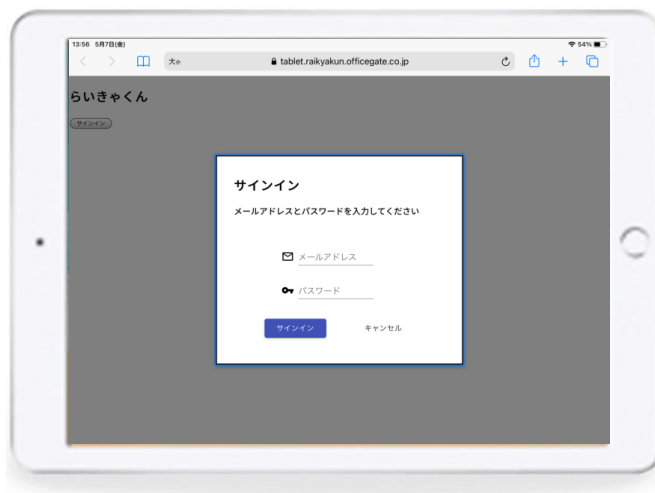 13:56 5月7日(金)
54%
大あ
tablet.raikyakun.officegate.co.jp
らいきゃくん
サインイン
サインイン
メールアドレスとパスワードを入力してください
メールアドレス
パスワード
サインイン キャンセル